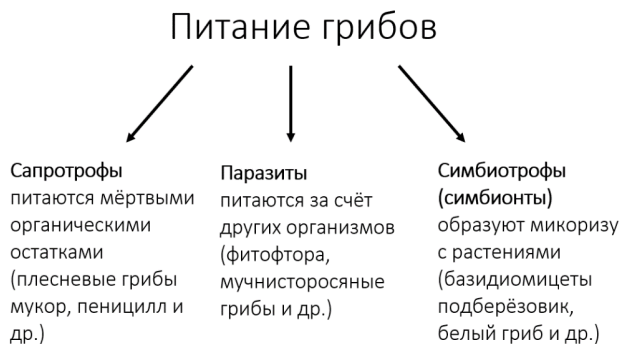 Питание грибов
Сапротрофы
питаются мёртвыми
органическими
остатками
(плесневые грибы
мукор, пеницилл и
др.)
Паразиты
питаются за счёт
других организмов
(фитофтора,
мучнисторосяные
грибы и др.)
Симбиотрофы
(симбионты)
образуют микоризу
с растениями
(базидиомицеты
подберёзовик,
белый гриб и др.)